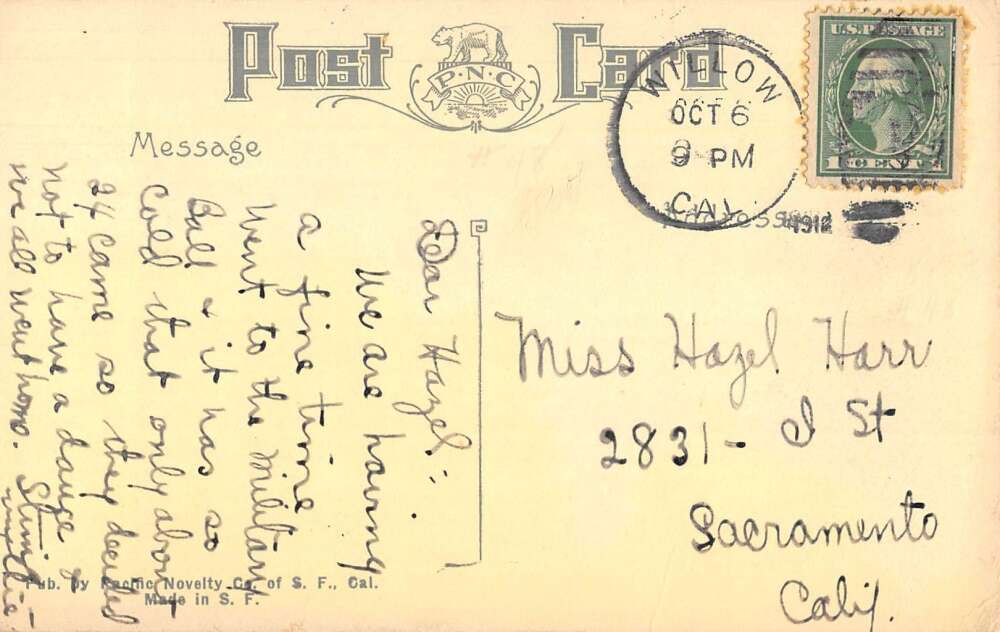 Post Card
P·N·C
WILLOW
OCT 6
9 PM
CAL
1912
U.S. POSTAGE
1 CENT 1
Message
Address
Dear Hazel:-
We are having
a fine time
Went to the Military
Ball & it was so
Cold that only about
24 came so they decided
not to have a dance &
we all went home.
Miss Hazel Harr
2831- I St
Sacramento
Calif.
Pub. by Pacific Novelty Co. of S. F., Cal.
Made in S. F.